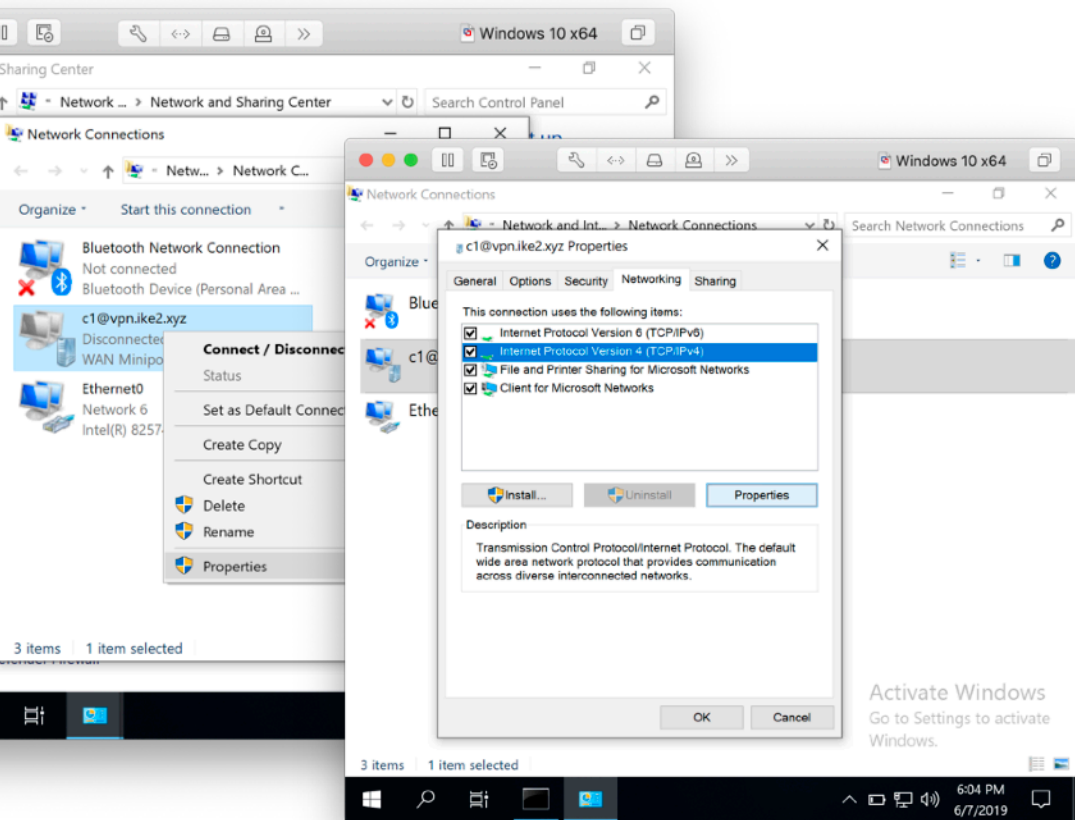 Windows 10 x64
Sharing Center
Network ... > Network and Sharing Center
Search Control Panel
Network Connections
Netw... > Network C...
Organize
Start this connection
Bluetooth Network Connection
Not connected
Bluetooth Device (Personal Area ...
c1@vpn.ike2.xyz
Disconnected
WAN Minipo
Ethernet0
Network 6
Intel(R) 8257
Connect / Disconnec
Status
Set as Default Connect
Create Copy
Create Shortcut
Delete
Rename
Properties
3 items
1 item selected
Windows 10 x64
Network Connections
Network and Int... > Network Connections
Search Network Connections
Organize
Blue
c1@
Ethe
c1@vpn.ike2.xyz Properties
General Options Security Networking Sharing
This connection uses the following items:
Internet Protocol Version 6 (TCP/IPv6)
Internet Protocol Version 4 (TCP/IPv4)
File and Printer Sharing for Microsoft Networks
Client for Microsoft Networks
Install...
Uninstall
Properties
Description
Transmission Control Protocol/Internet Protocol. The default
wide area network protocol that provides communication
across diverse interconnected networks.
OK
Cancel
Activate Windows
Go to Settings to activate
Windows.
3 items
1 item selected
6:04 PM
6/7/2019